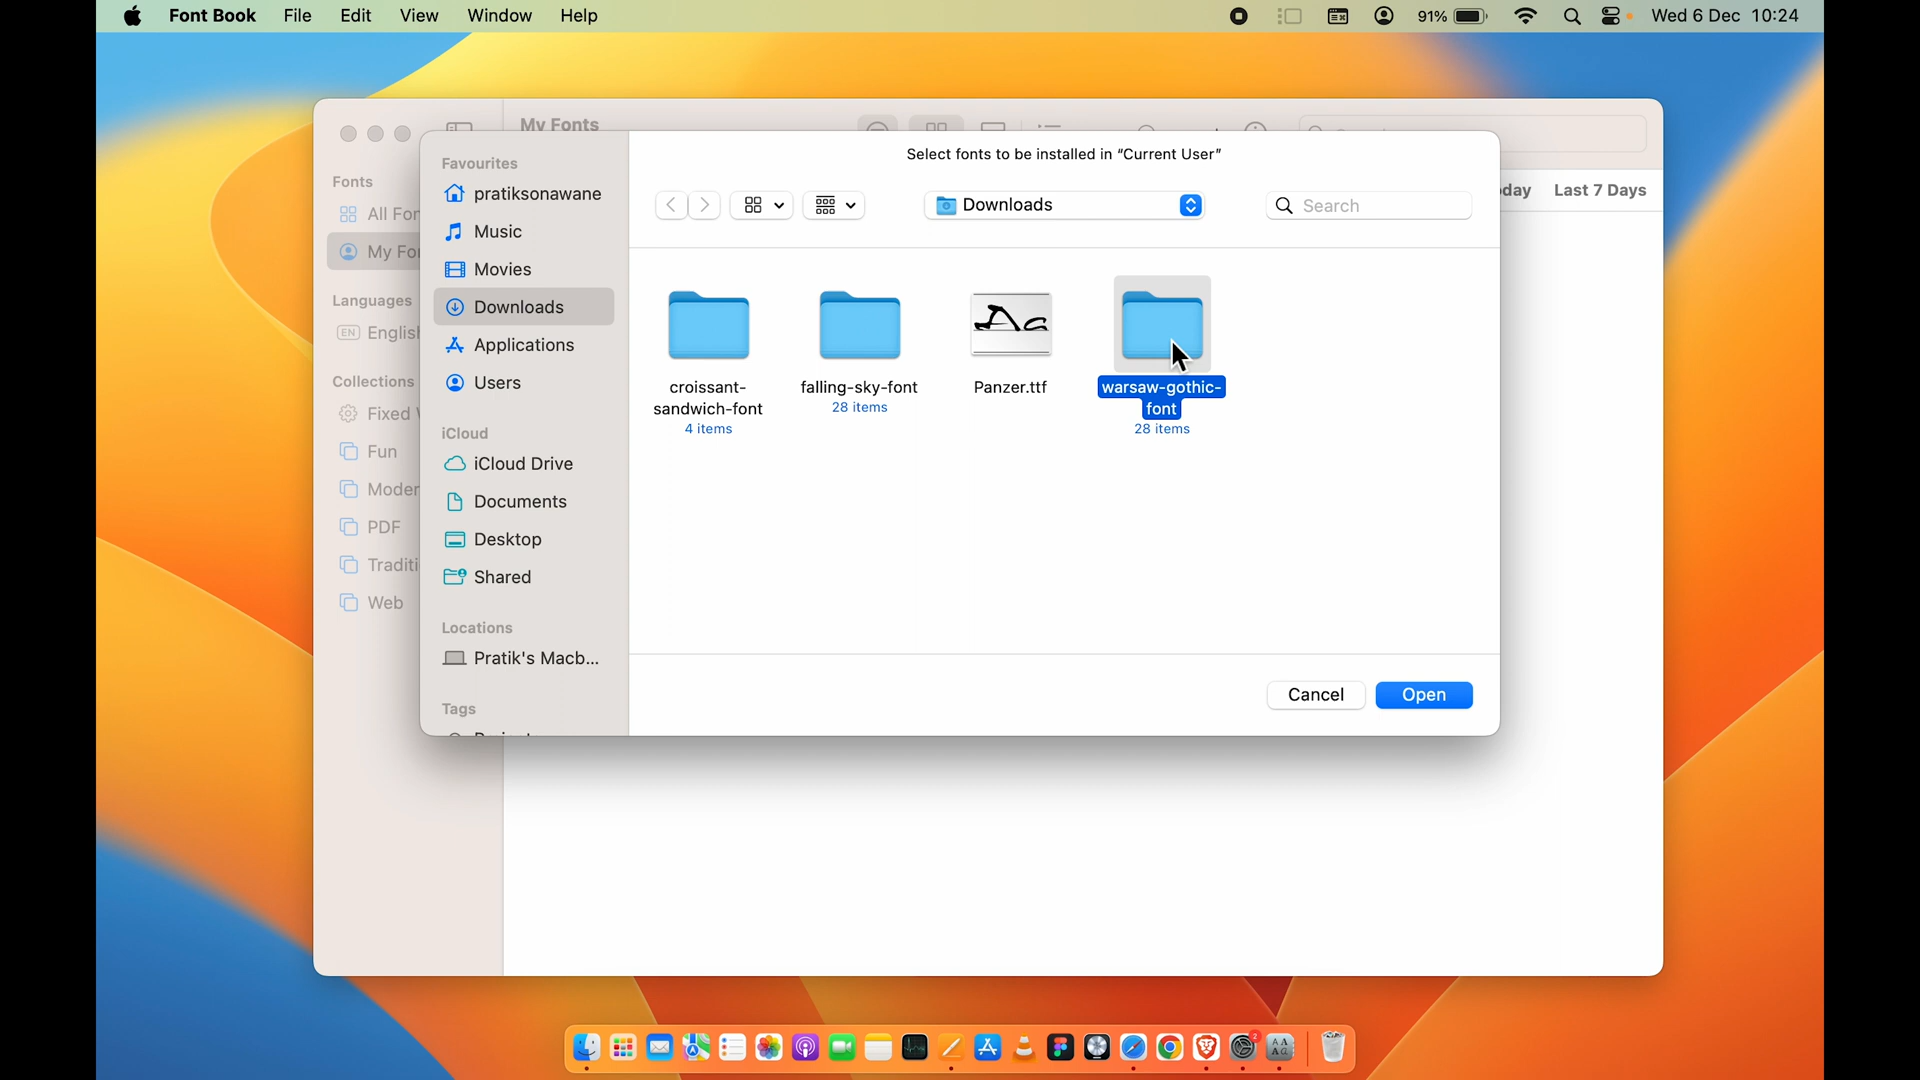 Font Book File Edit View Window Help 91% Wed 6 Dec 10:24
My Fonts
Fonts
All Fon
My Fon
Languages
EN English
Collections
Fixed W
Fun
Moder
PDF
Traditi
Web
day Last 7 Days
Favourites
pratiksonawane
Music
Movies
Downloads
Applications
Users
iCloud
iCloud Drive
Documents
Desktop
Shared
Locations
Pratik's Macb...
Tags
Select fonts to be installed in "Current User"
Downloads
Search
croissant-
sandwich-font
4 items
falling-sky-font
28 items
Panzer.ttf
warsaw-gothic-
font
28 items
Cancel Open